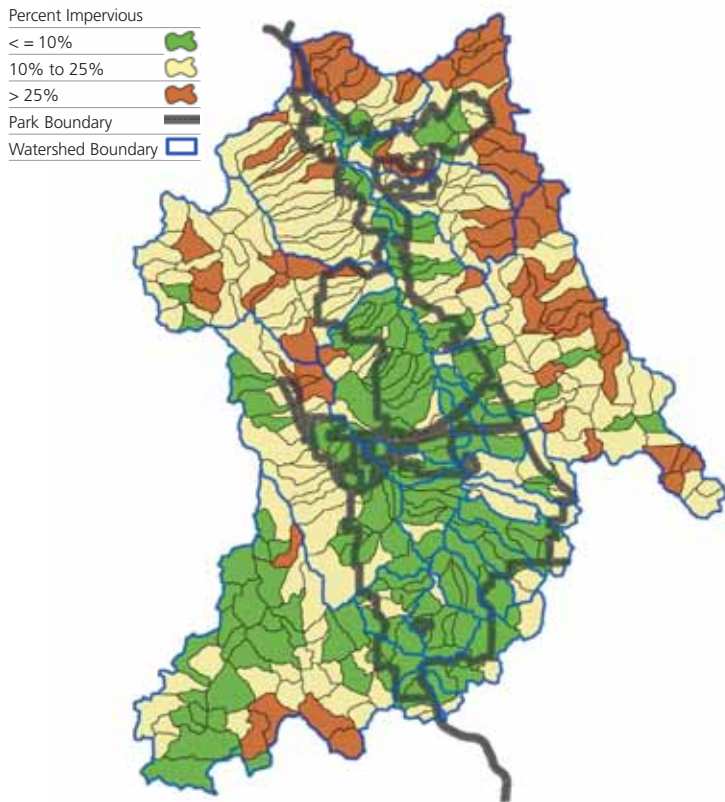 Percent Impervious
< = 10%
10% to 25%
> 25%
Park Boundary
Watershed Boundary